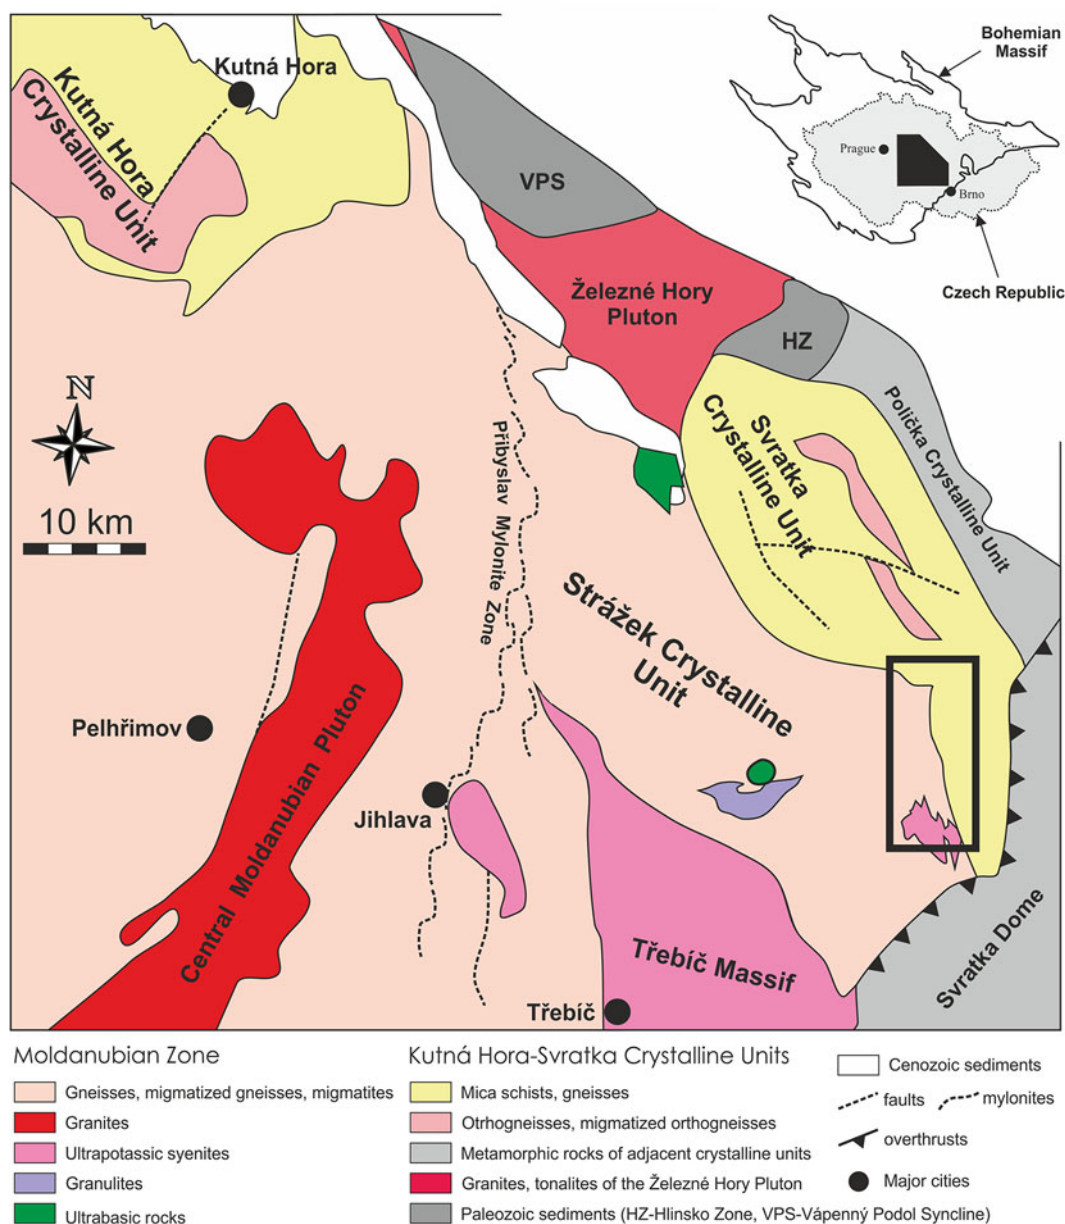 Bohemian
Massif
Prague
Brno
Czech Republic
Kutná Hora
Kutná Hora
Crystalline Unit
VPS
Železné Hory
Pluton
HZ
Polička Crystalline Unit
Svratka
Crystalline Unit
N
10 km
Přibyslav Mylonite Zone
Strážek Crystalline
Unit
Pelhřimov
Jihlava
Central Moldanubian Pluton
Třebíč Massif
Třebíč
Svratka Dome
Moldanubian Zone
Gneisses, migmatized gneisses, migmatites
Granites
Ultrapotassic syenites
Granulites
Ultrabasic rocks
Kutná Hora-Svratka Crystalline Units
Mica schists, gneisses
Otrhogneisses, migmatized orthogneisses
Metamorphic rocks of adjacent crystalline units
Granites, tonalites of the Železné Hory Pluton
Paleozoic sediments (HZ-Hlinsko Zone, VPS-Vápenný Podol Syncline)
Cenozoic sediments
faults
mylonites
overthrusts
Major cities